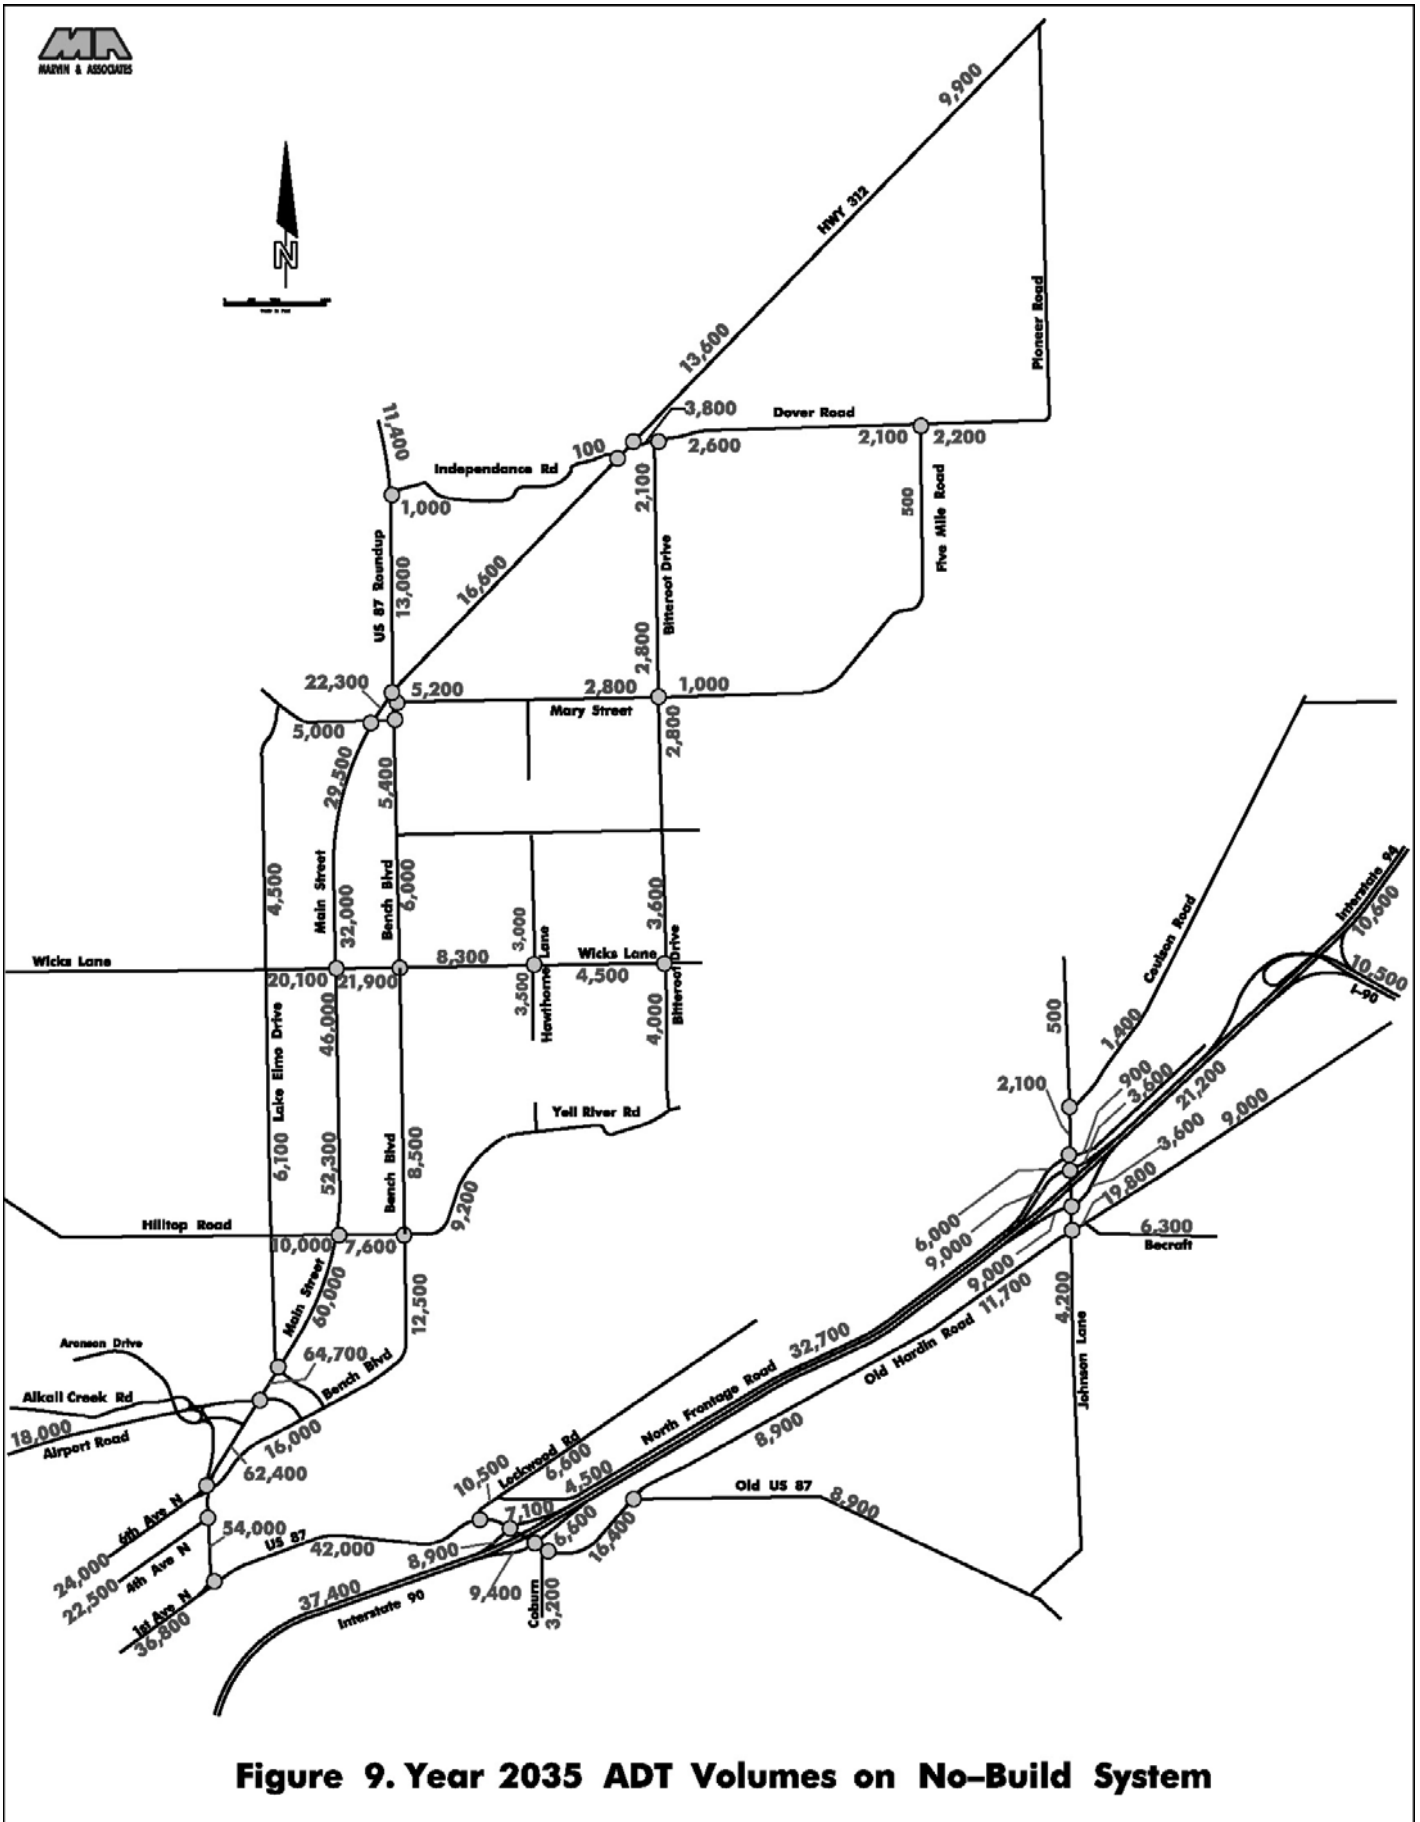 MARVIN & ASSOCIATES
N
9,900
HWY 312
Pioneer Road
13,600
3,800
Dover Road
11,400
100
2,600
2,100
2,200
Independance Rd
1,000
2,100
500
Five Mile Road
US 87 Roundup
13,000
16,600
Bitteroot Drive
2,800
22,300
5,200
2,800
1,000
Mary Street
5,000
2,800
29,500
5,400
4,500
Main Street
32,000
Bench Blvd
6,000
3,000
3,600
Interstate 94
10,600
Wicks Lane
8,300
Wicks Lane
Coulson Road
20,100
21,900
4,500
10,500
I-90
3,500
Hawthorne Lane
Bitteroot Drive
Lake Elmo Drive
46,000
4,000
500
1,400
2,100
900
3,600
21,200
Yell River Rd
9,000
6,100
52,300
Bench Blvd
8,500
3,600
19,800
9,200
Hilltop Road
10,000
7,600
6,000
9,000
6,300
Becraft
Main Street
60,000
12,500
9,000
11,700
4,200
Johnson Lane
Aronson Drive
64,700
Bench Blvd
32,700
Old Hardin Road
Alkali Creek Rd
18,000
Airport Road
16,000
North Frontage Road
8,900
62,400
10,500
Lockwood Rd
6,600
4,500
Old US 87
8,900
6th Ave N
24,000
54,000
US 87
42,000
7,100
6,600
16,400
4th Ave N
22,500
8,900
9,400
1st Ave N
36,800
37,400
Interstate 90
Coburn
3,200
Figure 9. Year 2035 ADT Volumes on No-Build System